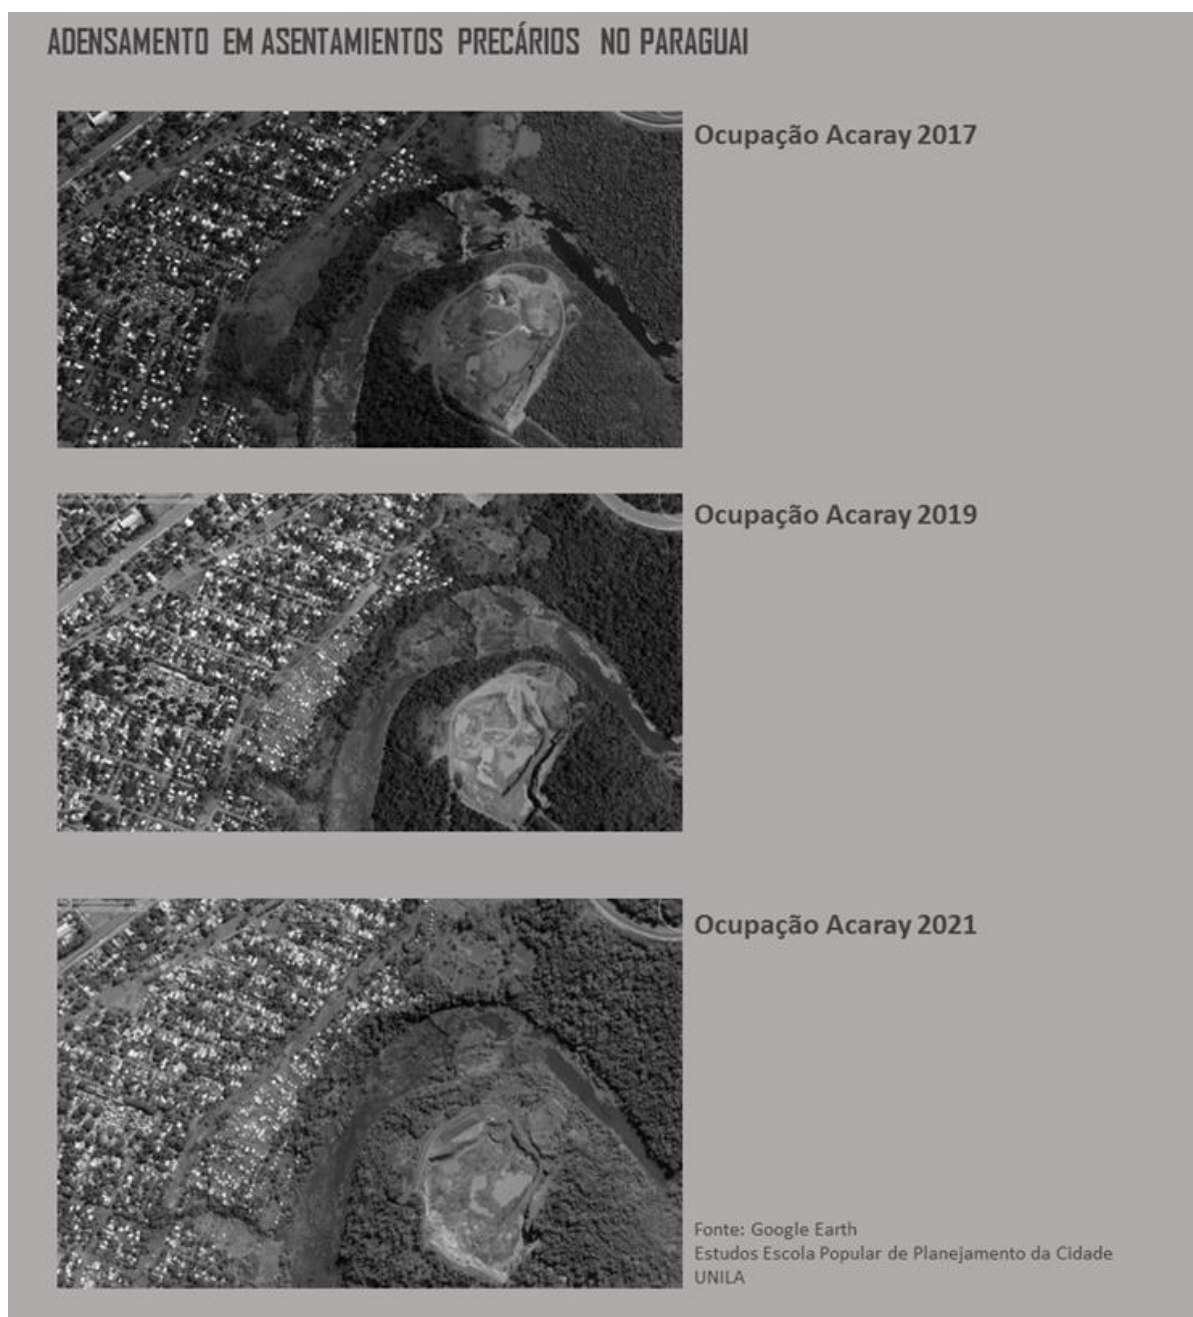 ADENSAMENTO EM ASENTAMIENTOS PRECÁRIOS NO PARAGUAI
Ocupação Acaray 2017
Ocupação Acaray 2019
Ocupação Acaray 2021
Fonte: Google Earth
Estudos Escola Popular de Planejamento da Cidade
UNILA